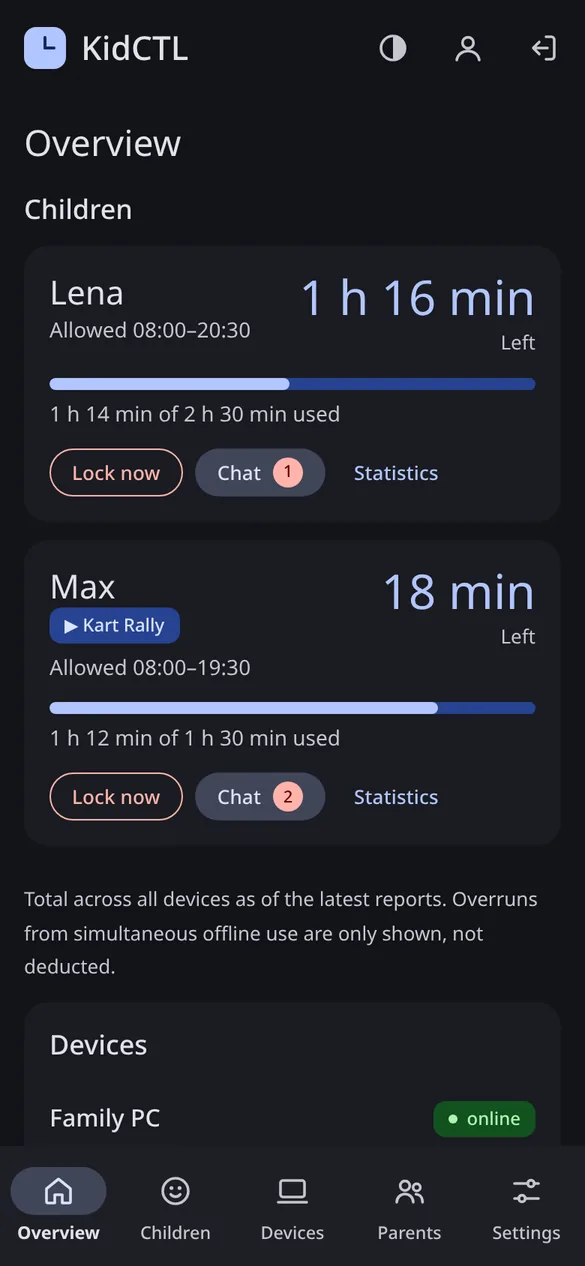 KidCTL
Overview
Children
Lena
1 h 16 min
Allowed 08:00–20:30
Left
1 h 14 min of 2 h 30 min used
Lock now
Chat 1
Statistics
Max
18 min
▶ Kart Rally
Left
Allowed 08:00–19:30
1 h 12 min of 1 h 30 min used
Lock now
Chat 2
Statistics
Total across all devices as of the latest reports. Overruns
from simultaneous offline use are only shown, not
deducted.
Devices
Family PC
online
Overview
Children
Devices
Parents
Settings